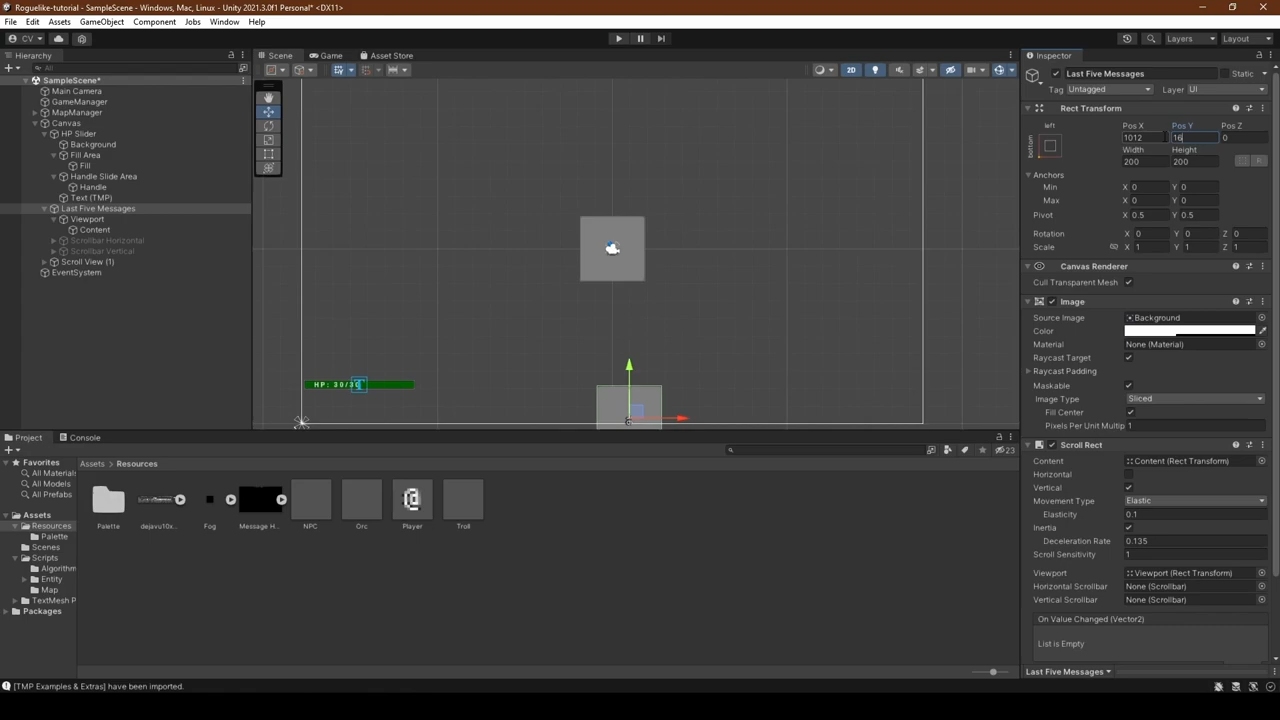 Roguelike-tutorial - SampleScene - Windows, Mac, Linux - Unity 2021.3.0f1 Personal* <DX11>
File Edit Assets GameObject Component Jobs Window Help
CV Layers Layout
Hierarchy
All
SampleScene*
Main Camera
GameManager
MapManager
Canvas
HP Slider
Background
Fill Area
Fill
Handle Slide Area
Handle
Text (TMP)
Last Five Messages
Viewport
Content
Scrollbar Horizontal
Scrollbar Vertical
Scroll View (1)
EventSystem
Scene Game Asset Store
2D
HP: 30/30
Inspector
Last Five Messages Static
Tag Untagged Layer UI
Rect Transform
left Pos X Pos Y Pos Z
bottom 1012 16 0
Width Height
200 200 R
Anchors
Min X 0 Y 0
Max X 0 Y 0
Pivot X 0.5 Y 0.5
Rotation X 0 Y 0 Z 0
Scale X 1 Y 1 Z 1
Canvas Renderer
Cull Transparent Mesh
Image
Source Image Background
Color
Material None (Material)
Raycast Target
Raycast Padding
Maskable
Image Type Sliced
Fill Center
Pixels Per Unit Multip 1
Scroll Rect
Content Content (Rect Transform)
Horizontal
Vertical
Movement Type Elastic
Elasticity 0.1
Inertia
Deceleration Rate 0.135
Scroll Sensitivity 1
Viewport Viewport (Rect Transform)
Horizontal Scrollbar None (Scrollbar)
Vertical Scrollbar None (Scrollbar)
On Value Changed (Vector2)
List is Empty
Last Five Messages
Project Console
23
Favorites
All Materials
All Models
All Prefabs
Assets
Resources
Palette
Scenes
Scripts
Algorithm
Entity
Map
TextMesh P
Packages
Assets > Resources
Palette dejavu10x... Fog Message H... NPC Orc Player Troll
[TMP Examples & Extras] have been imported.